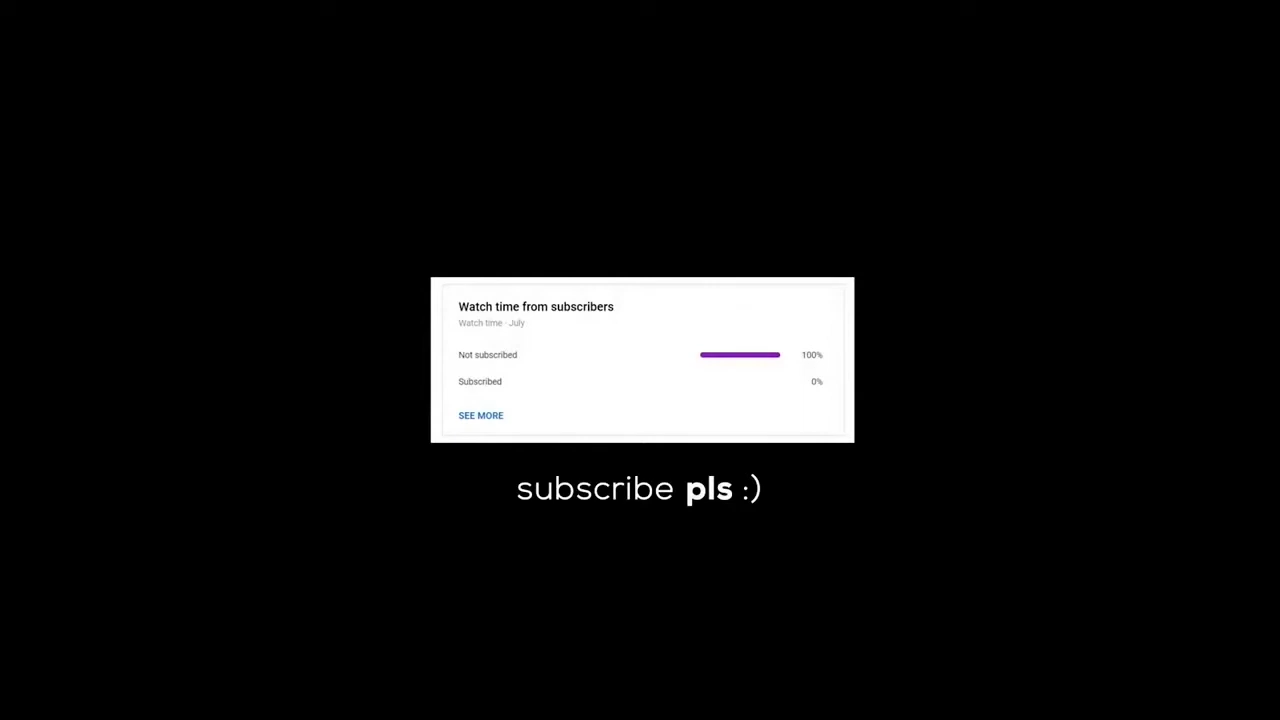 Watch time from subscribers
Watch time · July
Not subscribed 100%
Subscribed 0%
SEE MORE
subscribe pls :)